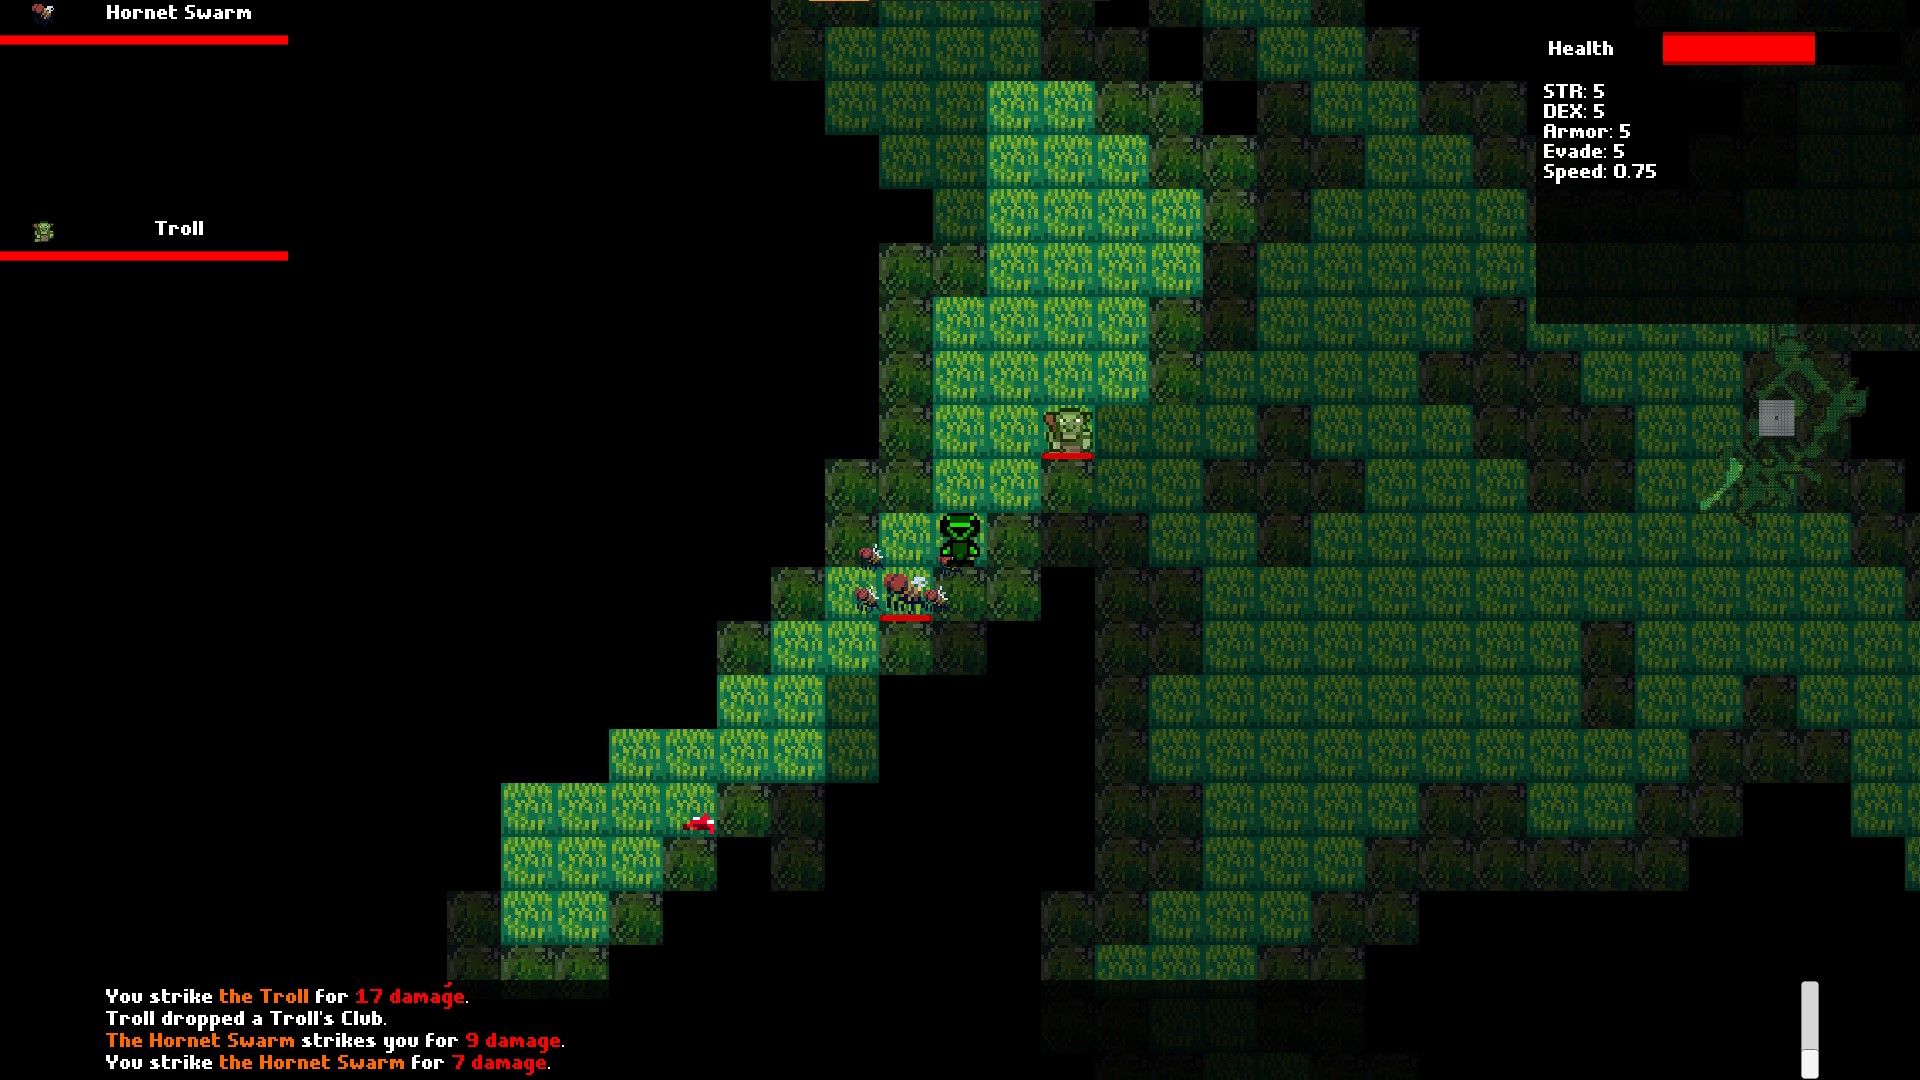 Hornet Swarm
Health
STR: 5
DEX: 5
Armor: 5
Evade: 5
Speed: 0.75
Troll
You strike the Troll for 17 damage.
Troll dropped a Troll's Club.
The Hornet Swarm strikes you for 9 damage.
You strike the Hornet Swarm for 7 damage.